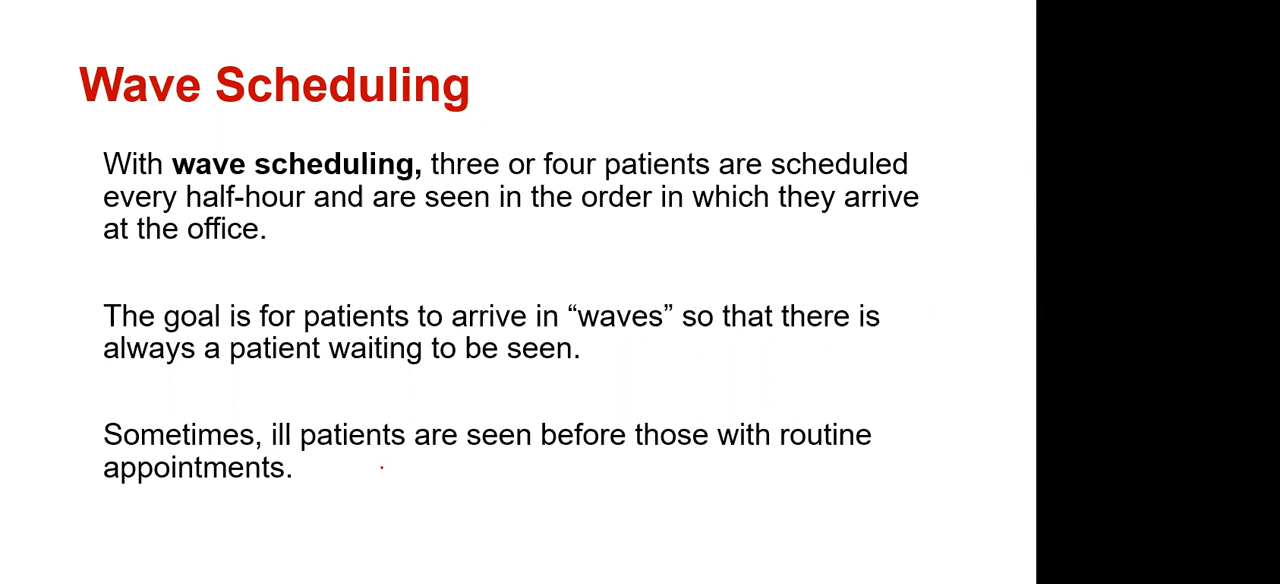 Wave Scheduling
With wave scheduling, three or four patients are scheduled
every half-hour and are seen in the order in which they arrive
at the office.
The goal is for patients to arrive in “waves” so that there is
always a patient waiting to be seen.
Sometimes, ill patients are seen before those with routine
appointments.